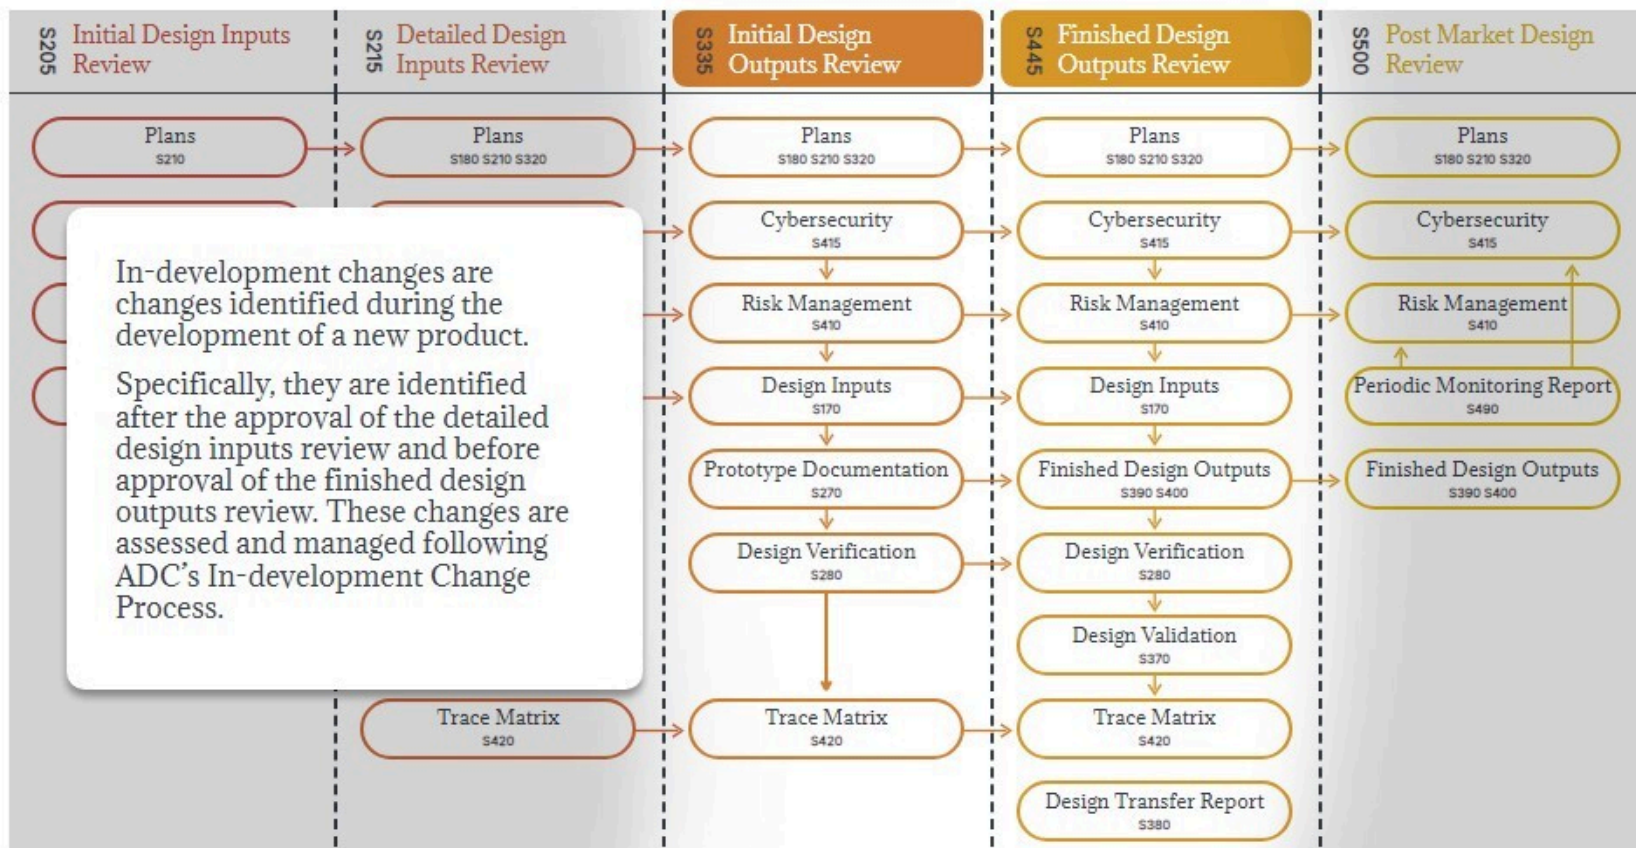 S205
Initial Design Inputs
Review
S215
Detailed Design
Inputs Review
S335
Initial Design
Outputs Review
S445
Finished Design
Outputs Review
S500
Post Market Design
Review
Plans
S210
Plans
S180 S210 S320
Plans
S180 S210 S320
Plans
S180 S210 S320
Plans
S180 S210 S320
In-development changes are
changes identified during the
development of a new product.
Specifically, they are identified
after the approval of the detailed
design inputs review and before
approval of the finished design
outputs review. These changes are
assessed and managed following
ADC's In-development Change
Process.
Trace Matrix
S420
Cybersecurity
S415
Risk Management
S410
Design Inputs
S170
Prototype Documentation
S270
Design Verification
S280
Trace Matrix
S420
Cybersecurity
S415
Risk Management
S410
Design Inputs
S170
Finished Design Outputs
S390 S400
Design Verification
S280
Design Validation
S370
Trace Matrix
S420
Design Transfer Report
S380
Cybersecurity
S415
Risk Management
S410
Periodic Monitoring Report
S490
Finished Design Outputs
S390 S400